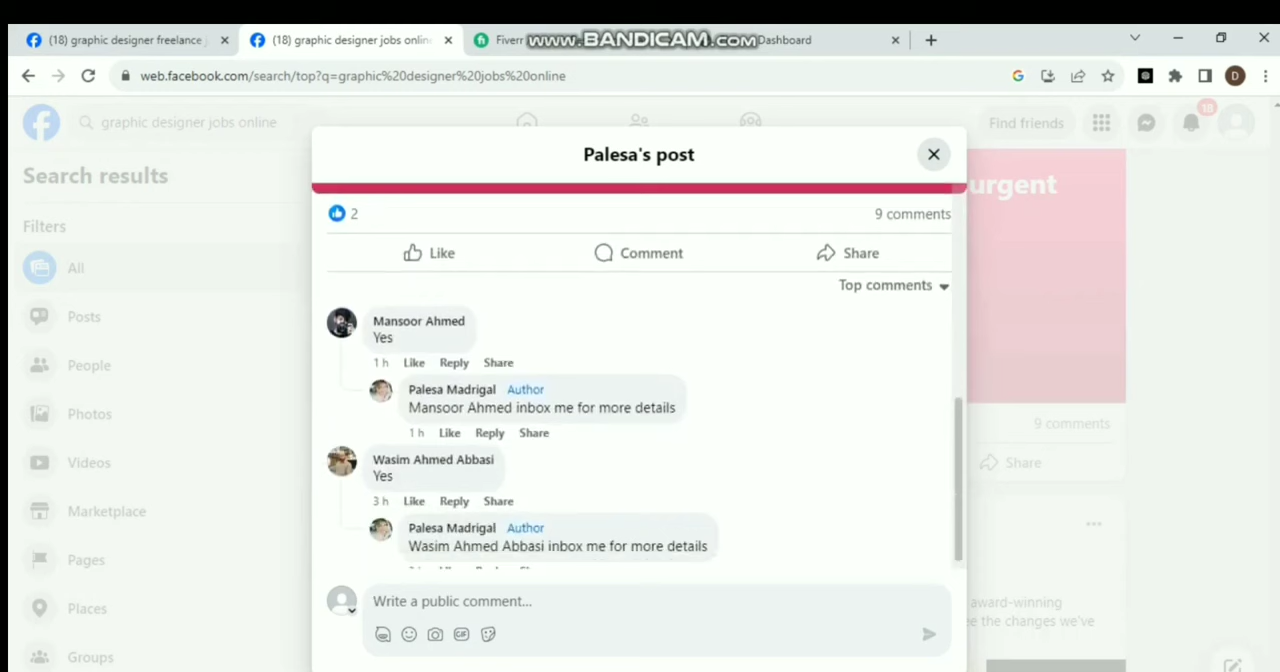 (18) graphic designer freelance
(18) graphic designer jobs onlin
Fiverr
www.BANDICAM.com
Dashboard
web.facebook.com/search/top?q=graphic%20designer%20jobs%20online
G
D
graphic designer jobs online
Find friends
18
Search results
Filters
All
Posts
People
Photos
Videos
Marketplace
Pages
Places
Groups
Palesa's post
urgent
2
9 comments
Like
Comment
Share
Top comments
Mansoor Ahmed
Yes
1 h Like Reply Share
Palesa Madrigal Author
Mansoor Ahmed inbox me for more details
1 h Like Reply Share
Wasim Ahmed Abbasi
Yes
3 h Like Reply Share
Palesa Madrigal Author
Wasim Ahmed Abbasi inbox me for more details
Write a public comment...
GIF
9 comments
Share
award-winning
the changes we've